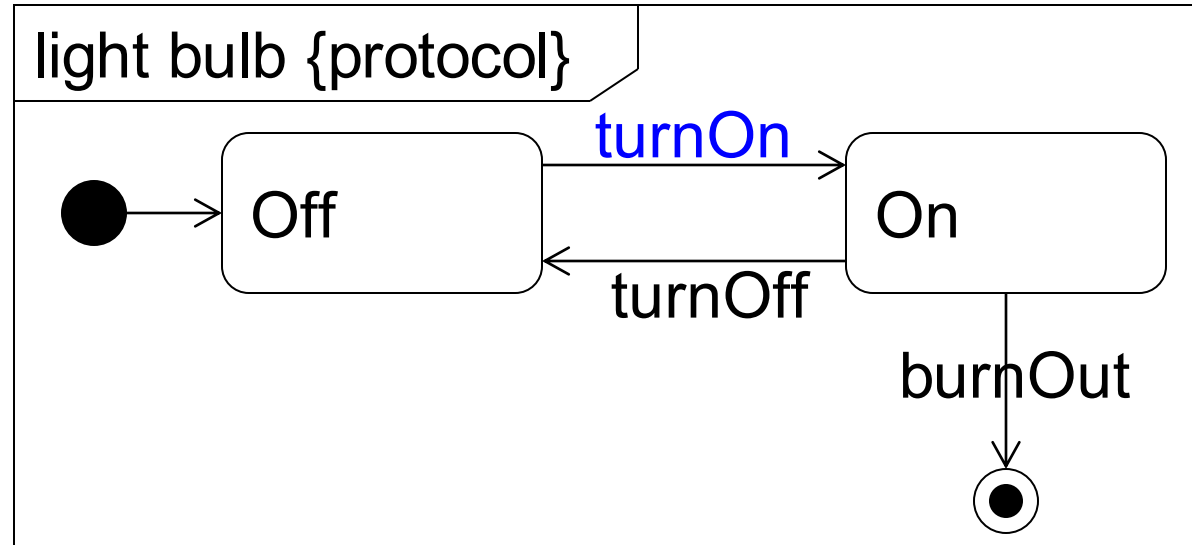 light bulb {protocol}
turnOn
Off
On
turnOff
burnOut